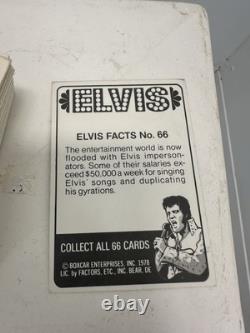 ELVIS
ELVIS FACTS No. 66
The entertainment world is now
flooded with Elvis imperson-
ators. Some of their salaries ex-
ceed $50,000 a week for singing
Elvis' songs and duplicating
his gyrations.
COLLECT ALL 66 CARDS
© BOXCAR ENTERPRISES, INC. 1978
LIC. by FACTORS, ETC., INC. BEAR, DE
ebay